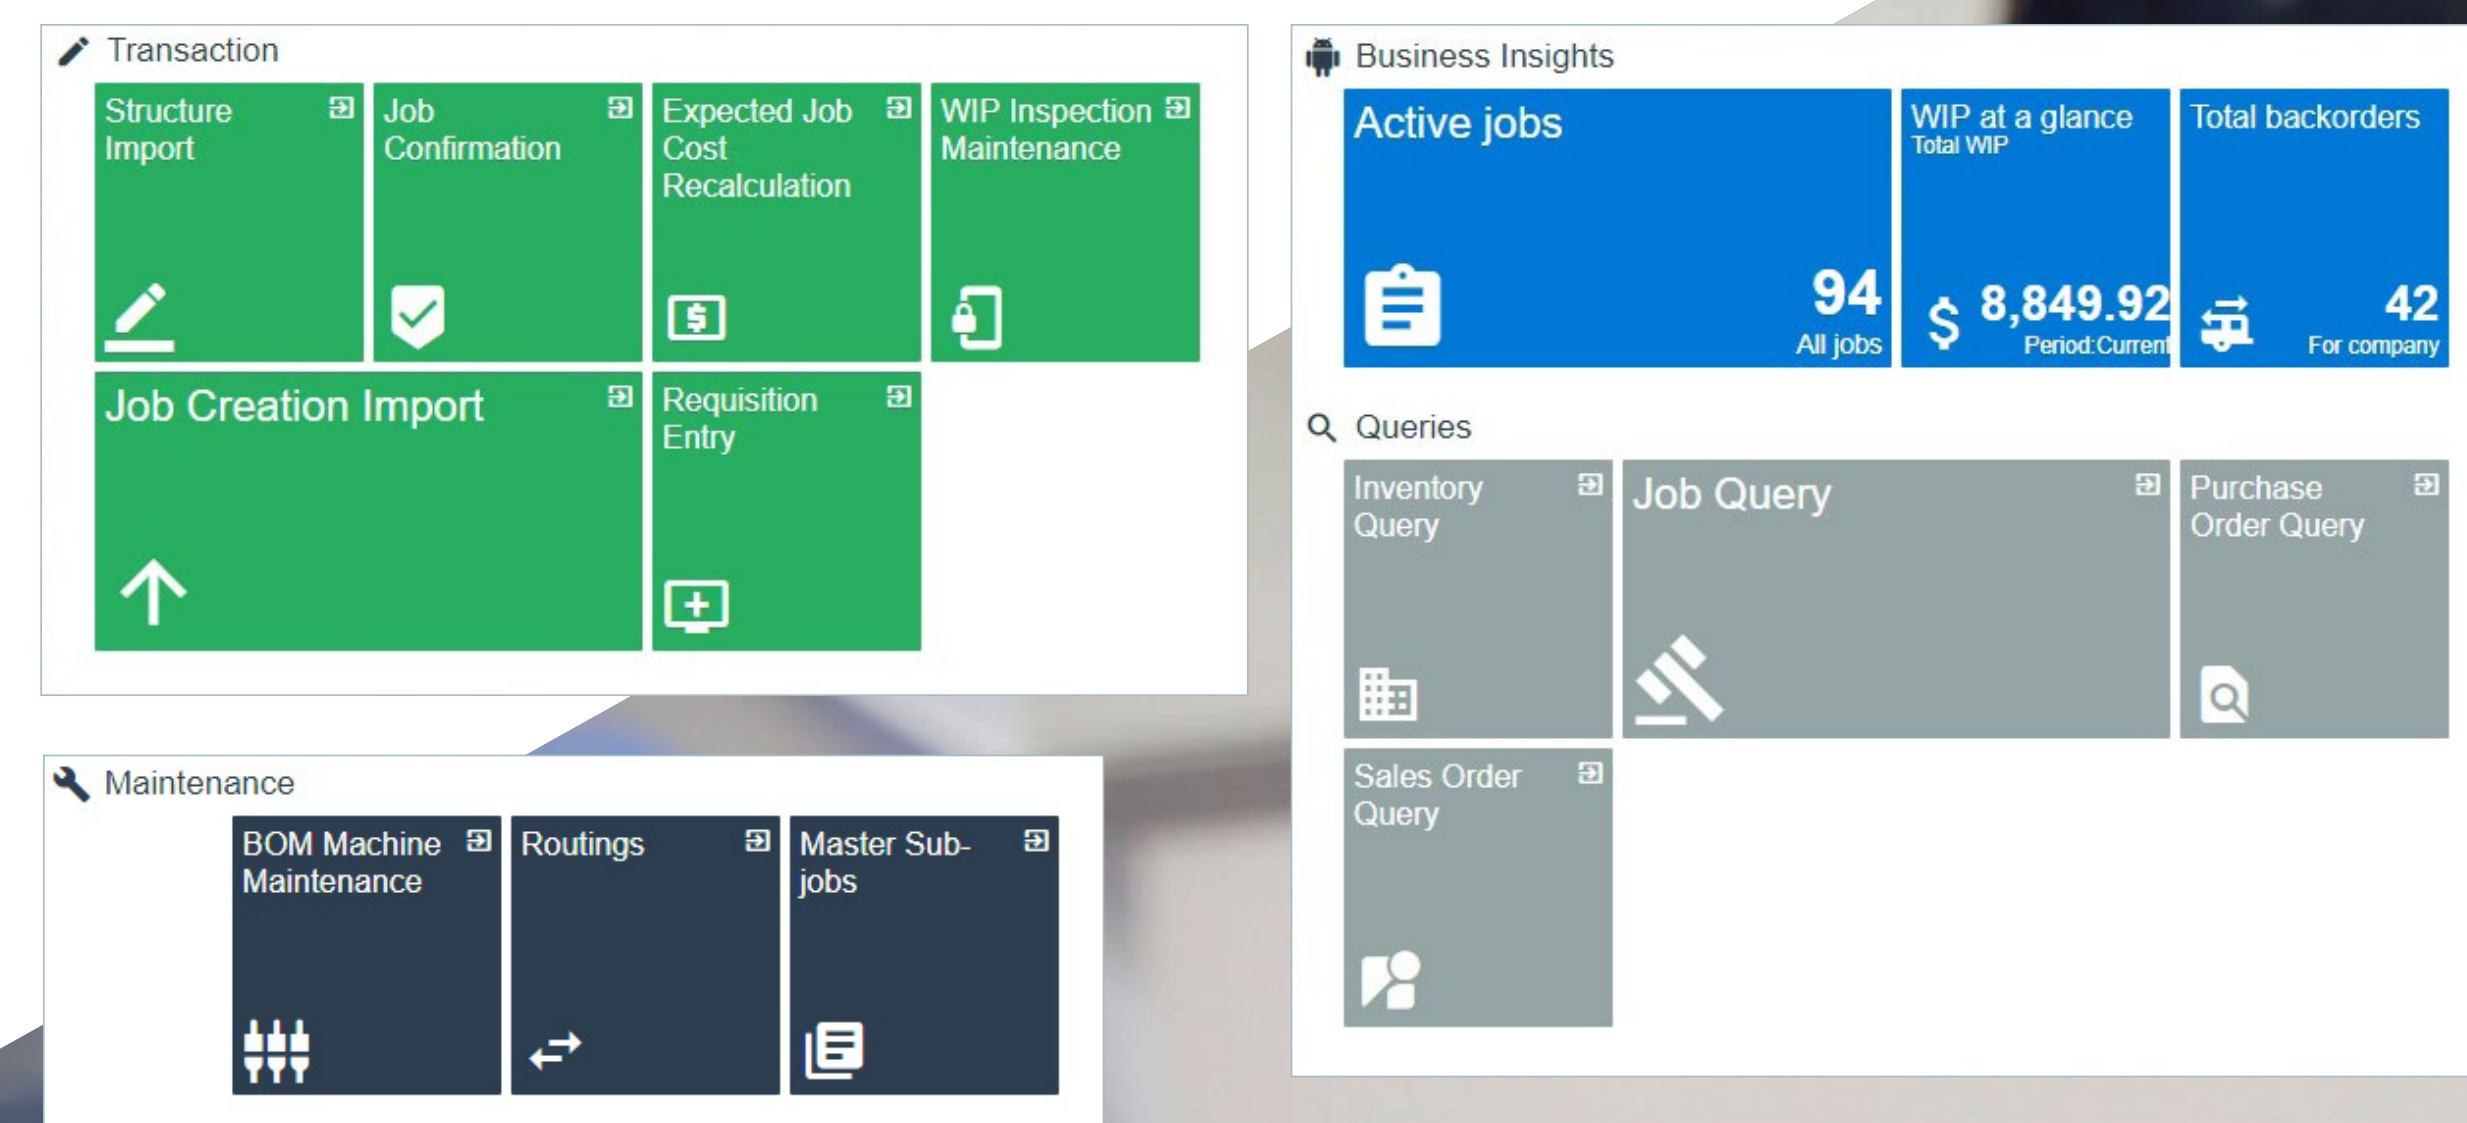 Transaction
Structure
Import
Job
Confirmation
Expected Job
Cost
Recalculation
WIP Inspection
Maintenance
Job Creation Import
Requisition
Entry
Maintenance
BOM Machine
Maintenance
Routings
Master Sub-
jobs
Business Insights
Active jobs
94
All jobs
WIP at a glance
Total WIP
$ 8,849.92
Period:Current
Total backorders
42
For company
Queries
Inventory
Query
Job Query
Purchase
Order Query
Sales Order
Query